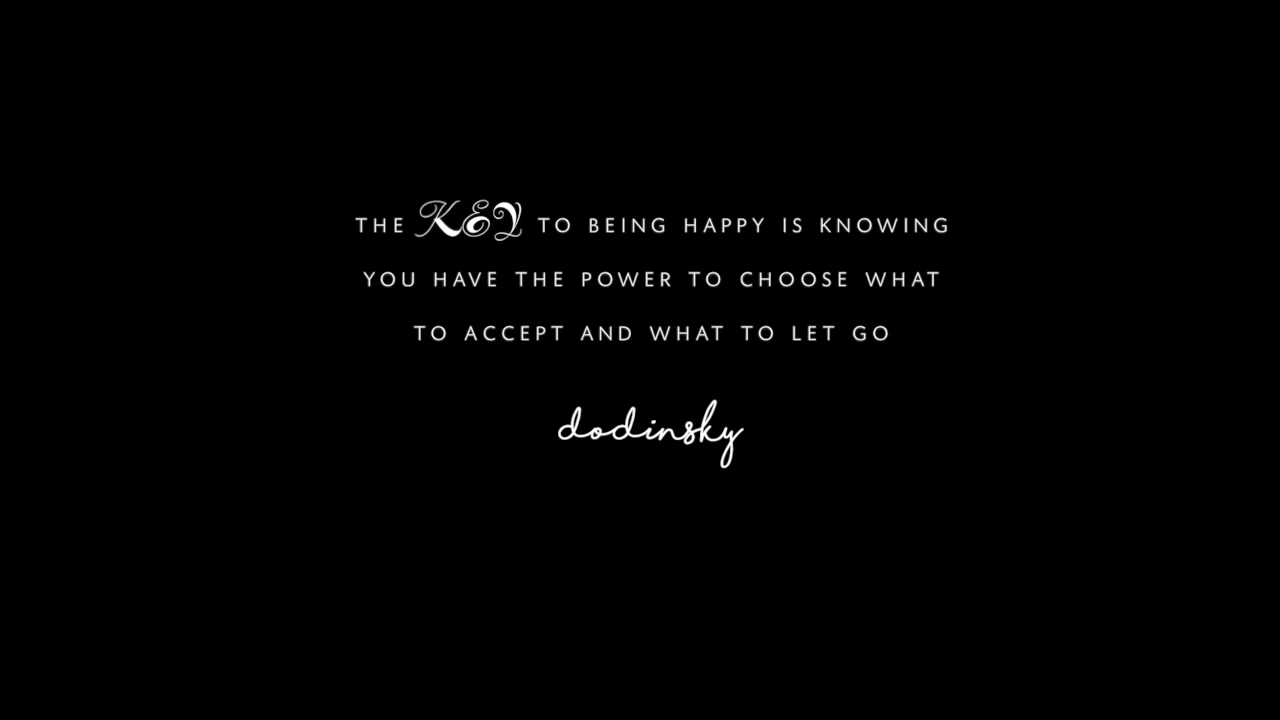 THE KEY TO BEING HAPPY IS KNOWING
YOU HAVE THE POWER TO CHOOSE WHAT
TO ACCEPT AND WHAT TO LET GO
dodinsky